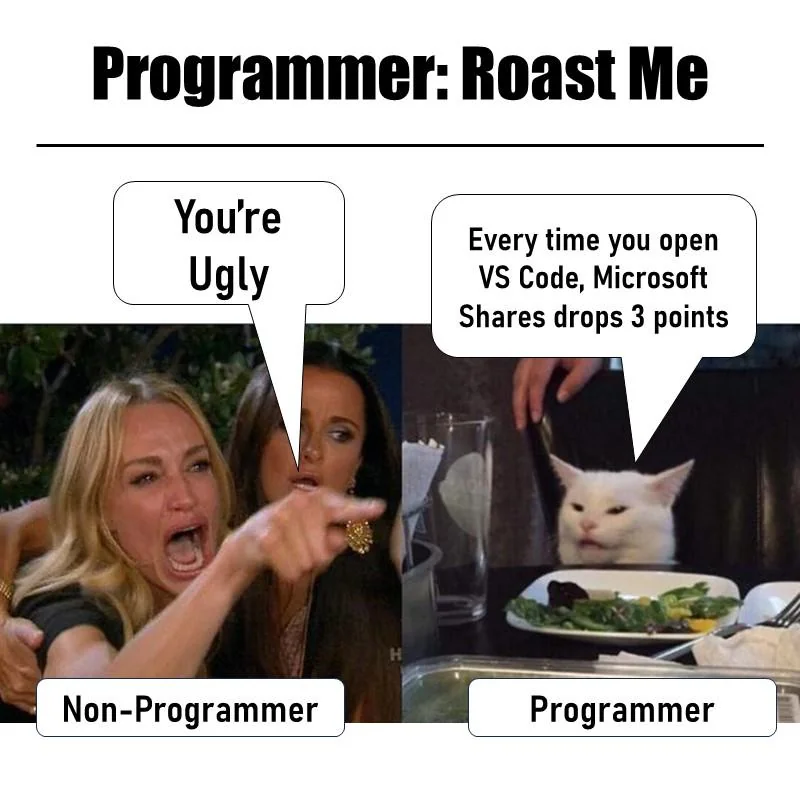 Programmer: Roast Me
You're
Ugly
Every time you open
VS Code, Microsoft
Shares drops 3 points
H
Non-Programmer
Programmer